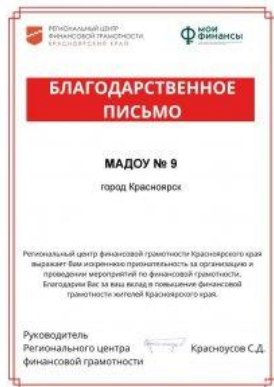 РЕГИОНАЛЬНЫЙ ЦЕНТР
ФИНАНСОВОЙ ГРАМОТНОСТИ
КРАСНОЯРСКИЙ КРАЙ
мои
финансы
БЛАГОДАРСТВЕННОЕ
ПИСЬМО
МАДОУ № 9
город Красноярск
Региональный центр финансовой грамотности Красноярского края
выражает Вам искреннюю признательность за организацию и
проведении мероприятий по финансовой грамотности.
Благодарим Вас за ваш вклад в повышение финансовой
грамотности жителей Красноярского края.
Руководитель
Регионального центра Красноусов С.Д.
финансовой грамотности